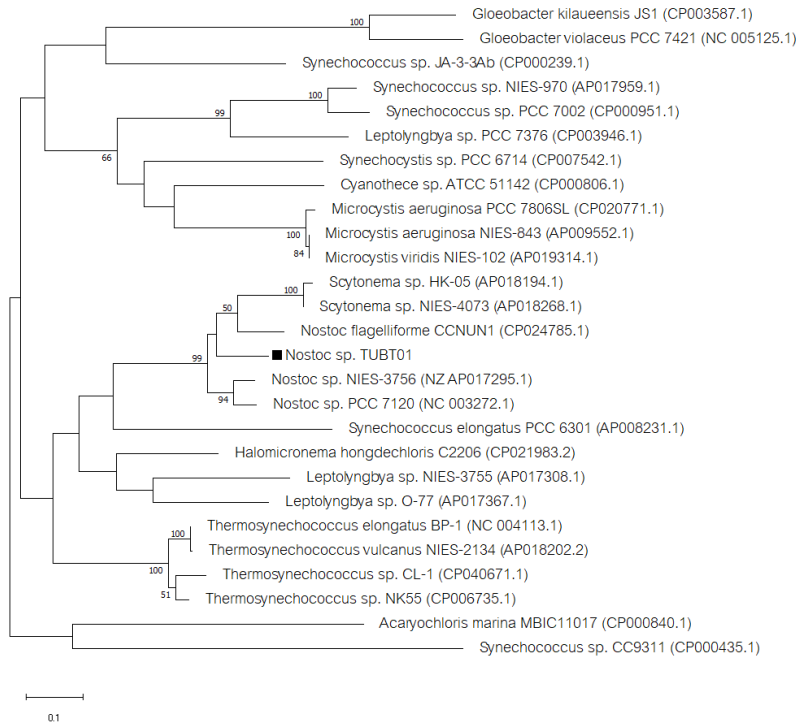 Gloeobacter kilaueensis JS1 (CP003587.1)
100
Gloeobacter violaceus PCC 7421 (NC 005125.1)
Synechococcus sp. JA-3-3Ab (CP000239.1)
Synechococcus sp. NIES-970 (AP017959.1)
100
Synechococcus sp. PCC 7002 (CP000951.1)
99
Leptolyngbya sp. PCC 7376 (CP003946.1)
66
Synechocystis sp. PCC 6714 (CP007542.1)
Cyanothece sp. ATCC 51142 (CP000806.1)
Microcystis aeruginosa PCC 7806SL (CP020771.1)
100
Microcystis aeruginosa NIES-843 (AP009552.1)
84
Microcystis viridis NIES-102 (AP019314.1)
Scytonema sp. HK-05 (AP018194.1)
100
Scytonema sp. NIES-4073 (AP018268.1)
50
Nostoc flagelliforme CCNUN1 (CP024785.1)
99
Nostoc sp. TUBT01
Nostoc sp. NIES-3756 (NZ AP017295.1)
94
Nostoc sp. PCC 7120 (NC 003272.1)
Synechococcus elongatus PCC 6301 (AP008231.1)
Halomicronema hongdechloris C2206 (CP021983.2)
Leptolyngbya sp. NIES-3755 (AP017308.1)
Leptolyngbya sp. O-77 (AP017367.1)
Thermosynechococcus elongatus BP-1 (NC 004113.1)
100
Thermosynechococcus vulcanus NIES-2134 (AP018202.2)
100
Thermosynechococcus sp. CL-1 (CP040671.1)
51
Thermosynechococcus sp. NK55 (CP006735.1)
Acaryochloris marina MBIC11017 (CP000840.1)
Synechococcus sp. CC9311 (CP000435.1)
0.1